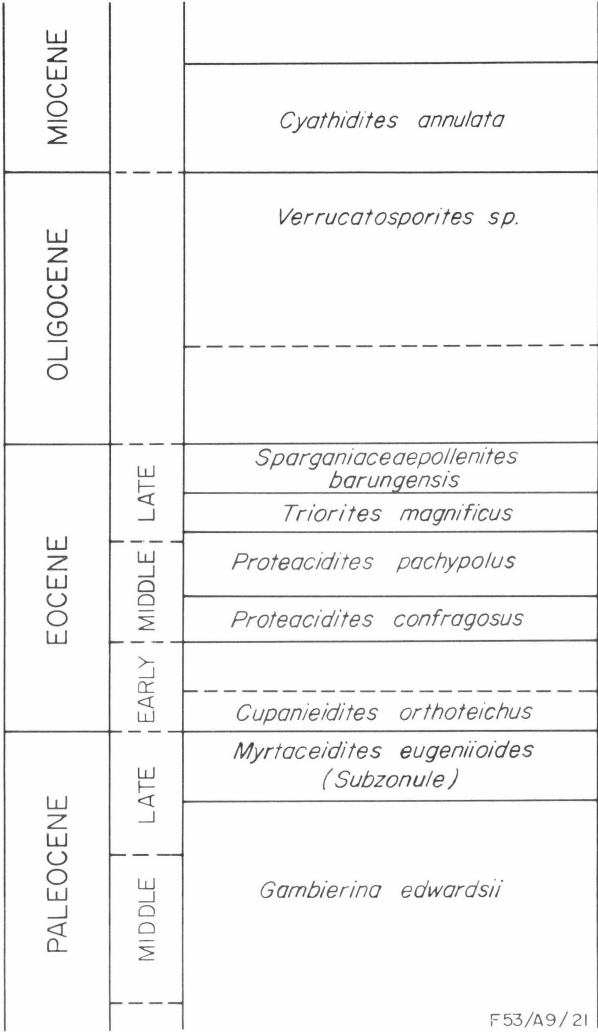 MIOCENE
Cyathidites annulata
OLIGOCENE
Verrucatosporites sp.
EOCENE
LATE
Sparganiaceaepollenites
barungensis
Triorites magnificus
MIDDLE
Proteacidites pachypolus
Proteacidites confragosus
EARLY
Cupanieidites orthoteichus
PALEOCENE
LATE
Myrtaceidites eugeniioides
(Subzonule)
MIDDLE
Gambierina edwardsii
F53/A9/21